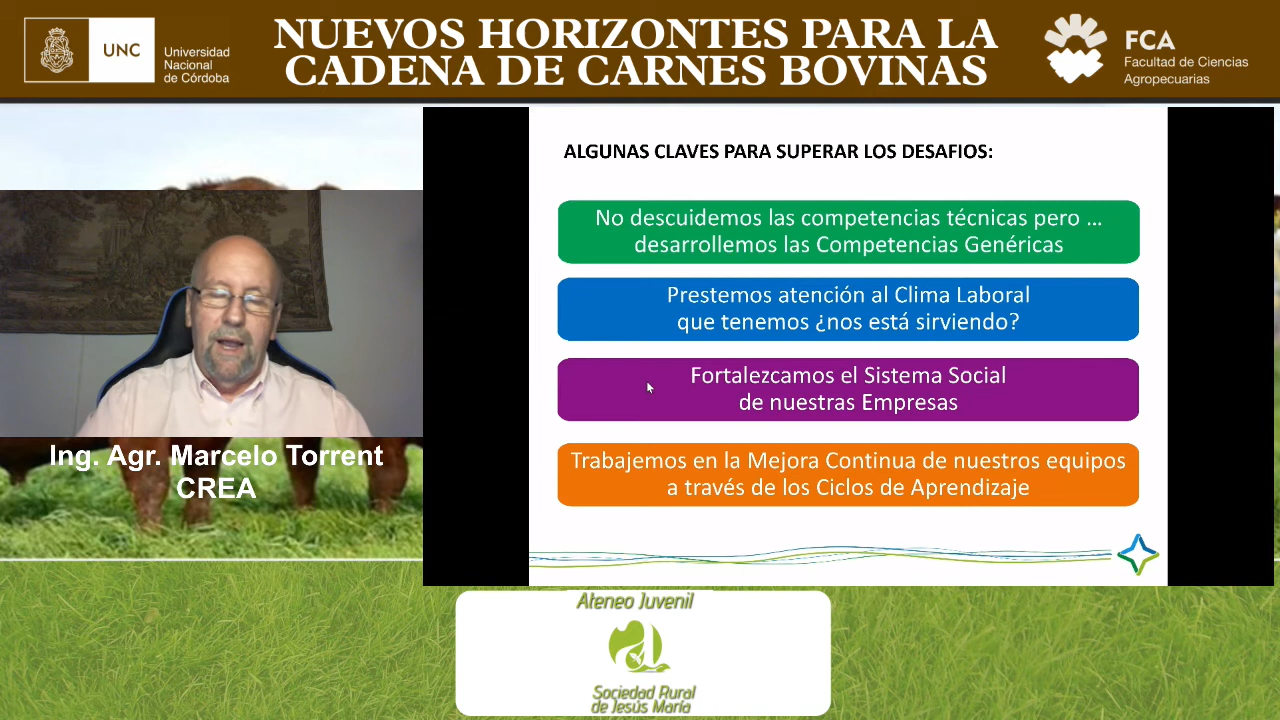 UNC
Universidad
Nacional
de Córdoba
NUEVOS HORIZONTES PARA LA
CADENA DE CARNES BOVINAS
FCA
Facultad de Ciencias
Agropecuarias
ALGUNAS CLAVES PARA SUPERAR LOS DESAFIOS:
No descuidemos las competencias técnicas pero ...
desarrollemos las Competencias Genéricas
Prestemos atención al Clima Laboral
que tenemos ¿nos está sirviendo?
Fortalezcamos el Sistema Social
de nuestras Empresas
Trabajemos en la Mejora Continua de nuestros equipos
a través de los Ciclos de Aprendizaje
Ing. Agr. Marcelo Torrent
CREA
Ateneo Juvenil
Sociedad Rural
de Jesús María